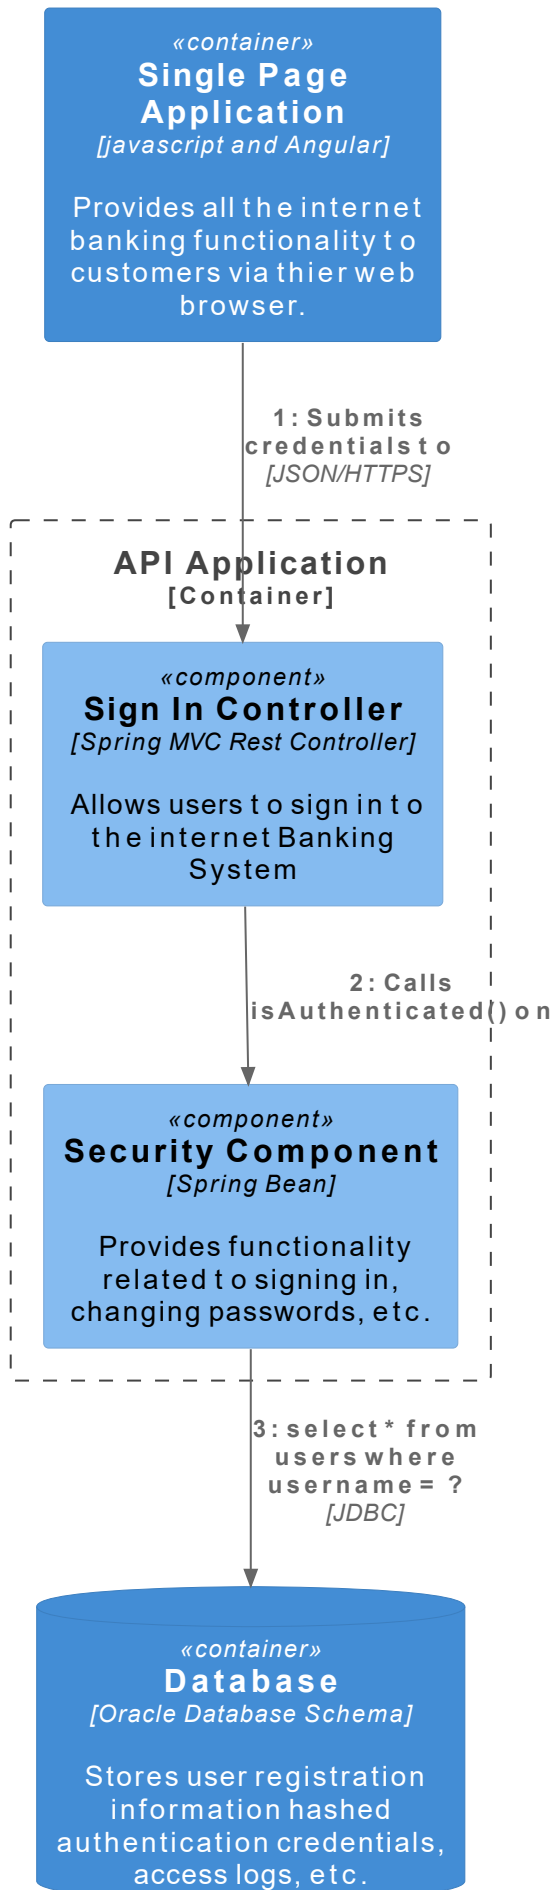 «container»
Single Page
Application
[javascript and Angular]
Provides all the internet
banking functionality to
customers via thier web
browser.
1: Submits
credentials to
[JSON/HTTPS]
API Application
[Container]
«component»
Sign In Controller
[Spring MVC Rest Controller]
Allows users to sign in to
the internet Banking
System
2: Calls
isAuthenticated() on
«component»
Security Component
[Spring Bean]
Provides functionality
related to signing in,
changing passwords, etc.
3: select * from
users where
username = ?
[JDBC]
«container»
Database
[Oracle Database Schema]
Stores user registration
information hashed
authentication credentials,
access logs, etc.